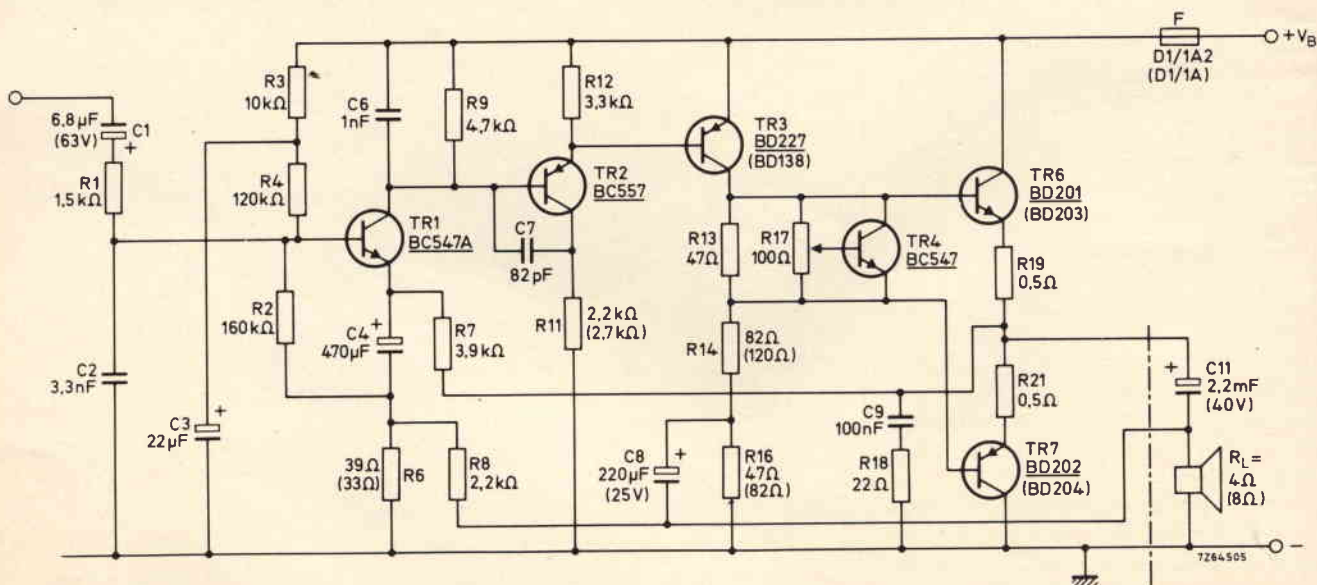 F
+V_B
D1/1A2
(D1/1A)
R3
10kΩ
C6
1nF
R9
4,7kΩ
R12
3,3kΩ
6,8µF
(63V)
C1
+
R1
1,5kΩ
R4
120kΩ
TR1
BC547A
TR2
BC557
C7
82pF
TR3
BD227
(BD138)
TR6
BD201
(BD203)
R13
47Ω
R17
100Ω
TR4
BC547
R19
0,5Ω
R2
160kΩ
C4
+
470µF
R7
3,9kΩ
R11
2,2kΩ
(2,7kΩ)
R14
82Ω
(120Ω)
C2
3,3nF
C3
+
22µF
C9
100nF
R21
0,5Ω
+
C11
2,2mF
(40V)
39Ω
(33Ω)
R6
R8
2,2kΩ
C8
+
220µF
(25V)
R16
47Ω
(82Ω)
R18
22Ω
TR7
BD202
(BD204)
R_L=
4Ω
(8Ω)
7Z64505
−